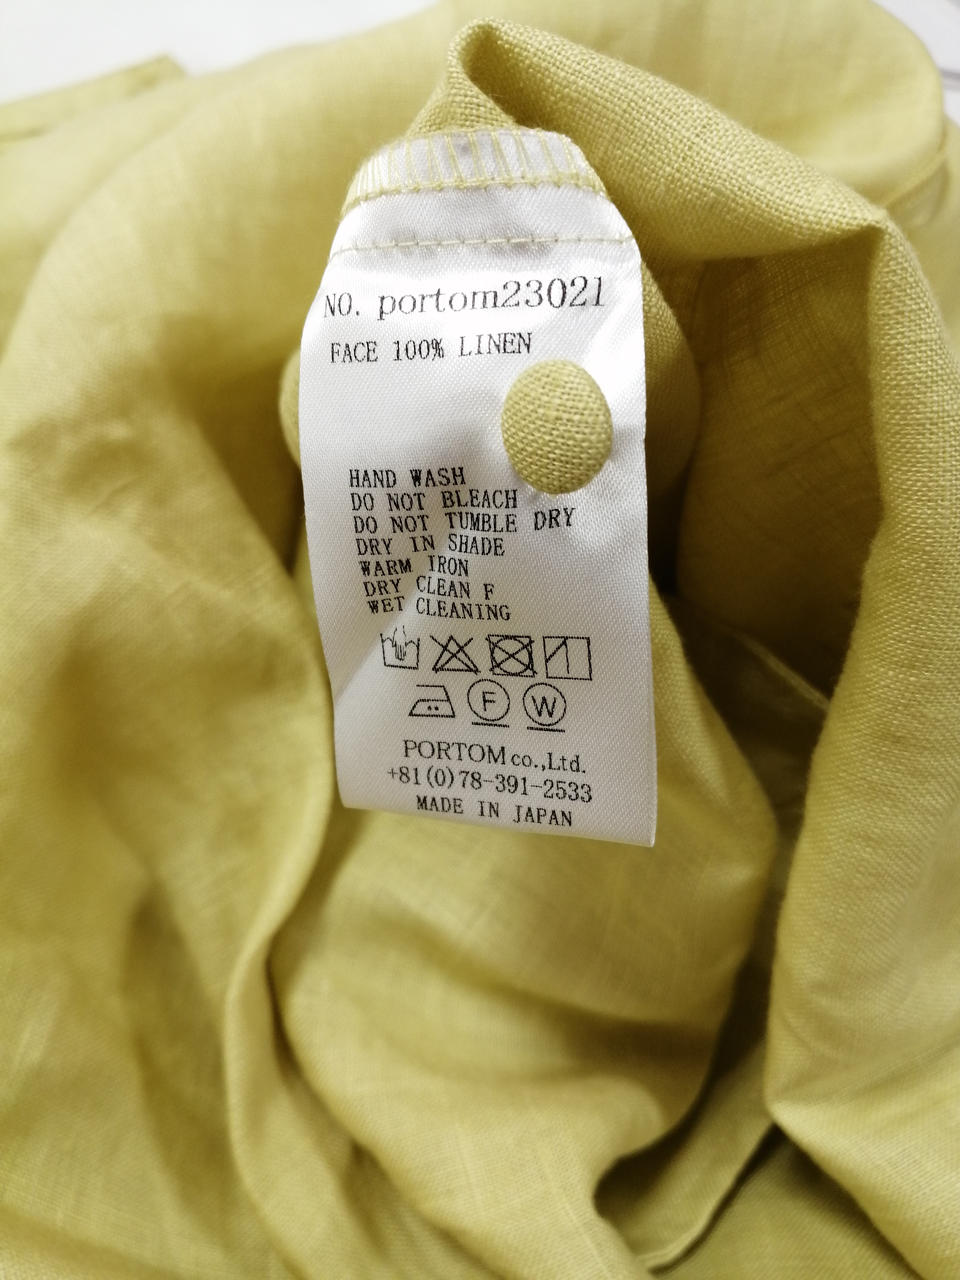 NO. portom23021
FACE 100% LINEN
HAND WASH
DO NOT BLEACH
DO NOT TUMBLE DRY
DRY IN SHADE
WARM IRON
DRY CLEAN F
WET CLEANING
F W
PORTOM co.,Ltd.
+81(0)78-391-2533
MADE IN JAPAN